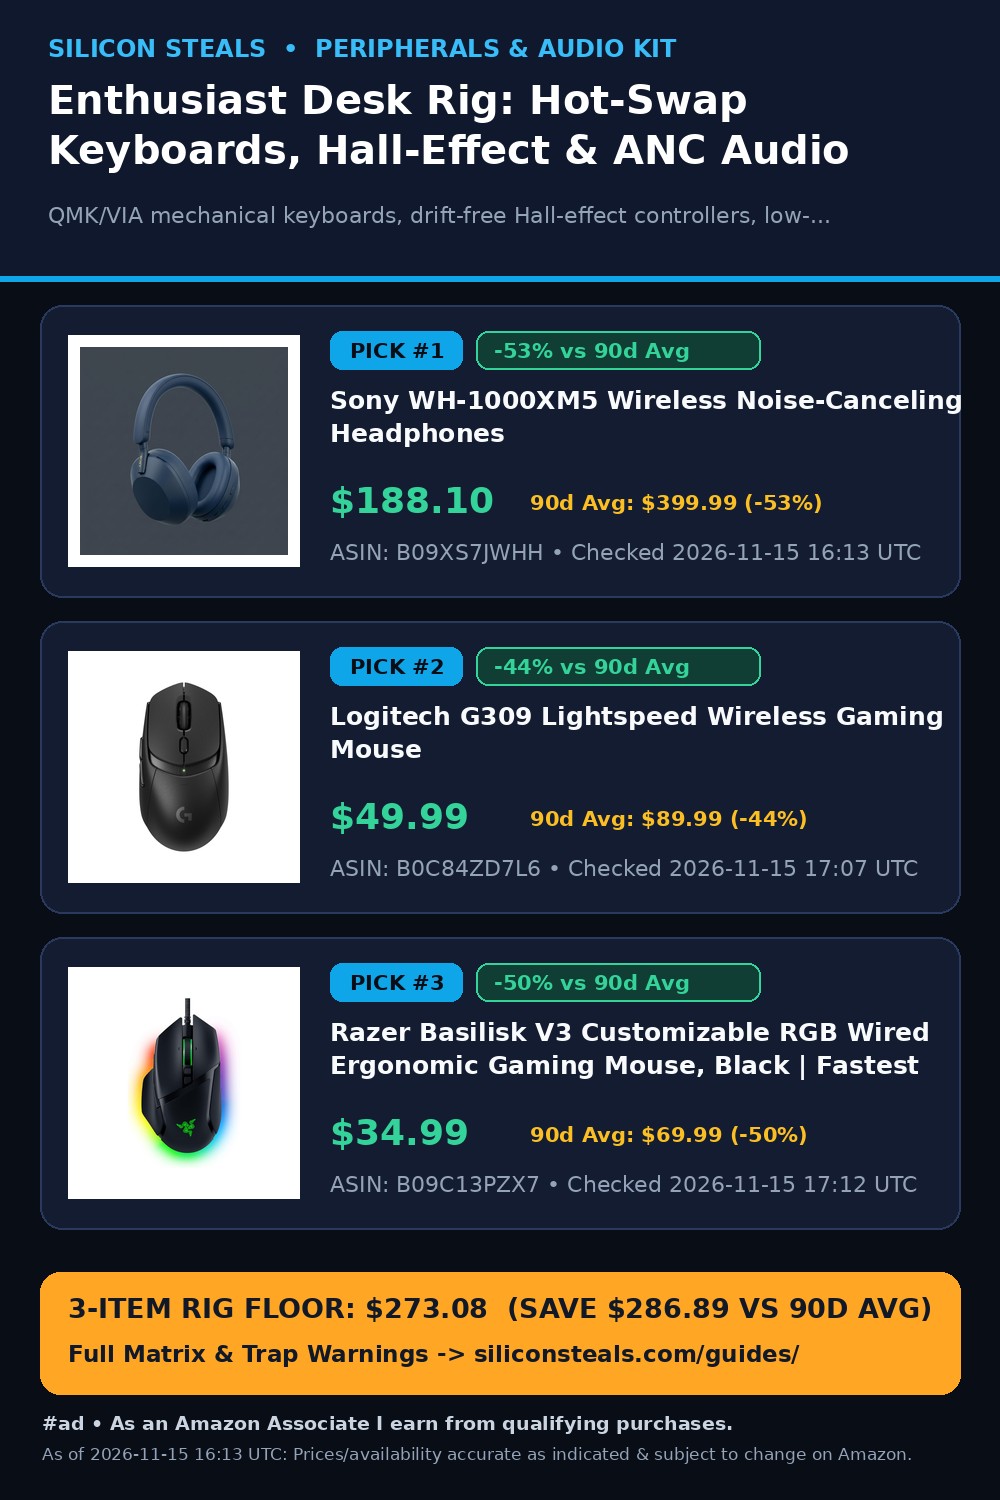 SILICON STEALS • PERIPHERALS & AUDIO KIT
Enthusiast Desk Rig: Hot-Swap
Keyboards, Hall-Effect & ANC Audio
QMK/VIA mechanical keyboards, drift-free Hall-effect controllers, low-...
PICK #1
-53% vs 90d Avg
Sony WH-1000XM5 Wireless Noise-Canceling
Headphones
$188.10 90d Avg: $399.99 (-53%)
ASIN: B09XS7JWHH • Checked 2026-11-15 16:13 UTC
PICK #2
-44% vs 90d Avg
Logitech G309 Lightspeed Wireless Gaming
Mouse
$49.99 90d Avg: $89.99 (-44%)
ASIN: B0C84ZD7L6 • Checked 2026-11-15 17:07 UTC
PICK #3
-50% vs 90d Avg
Razer Basilisk V3 Customizable RGB Wired
Ergonomic Gaming Mouse, Black | Fastest
$34.99 90d Avg: $69.99 (-50%)
ASIN: B09C13PZX7 • Checked 2026-11-15 17:12 UTC
3-ITEM RIG FLOOR: $273.08 (SAVE $286.89 VS 90D AVG)
Full Matrix & Trap Warnings -> siliconsteals.com/guides/
#ad • As an Amazon Associate I earn from qualifying purchases.
As of 2026-11-15 16:13 UTC: Prices/availability accurate as indicated & subject to change on Amazon.